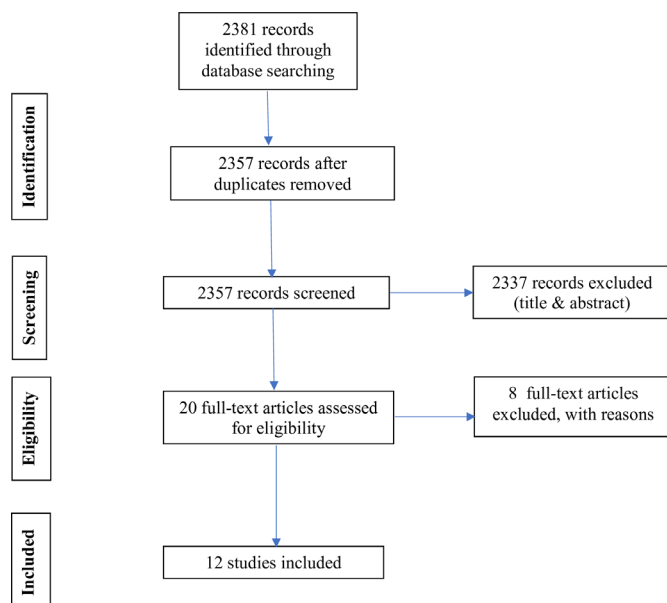 2381 records
identified through
database searching
Identification
2357 records after
duplicates removed
Screening
2357 records screened
2337 records excluded
(title & abstract)
Eligibility
20 full-text articles assessed
for eligibility
8 full-text articles
excluded, with reasons
Included
12 studies included